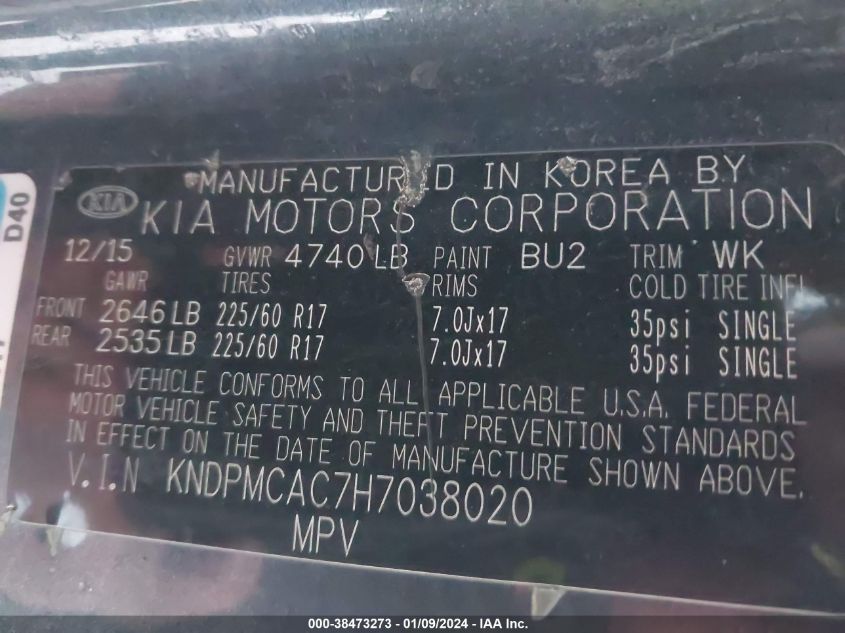 MANUFACTURED IN KOREA BY
KIA KIA MOTORS CORPORATION
12/15 GVWR 4740 LB PAINT BU2 TRIM WK
GAWR TIRES RIMS COLD TIRE INFL
FRONT 2646 LB 225/60 R17 7.0Jx17 35psi SINGLE
REAR 2535 LB 225/60 R17 7.0Jx17 35psi SINGLE
THIS VEHICLE CONFORMS TO ALL APPLICABLE U.S.A. FEDERAL
MOTOR VEHICLE SAFETY AND THEFT PREVENTION STANDARDS
IN EFFECT ON THE DATE OF MANUFACTURE SHOWN ABOVE.
V.I.N KNDPMCAC7H7038020
MPV
D40
000-38473273 - 01/09/2024 - IAA Inc.